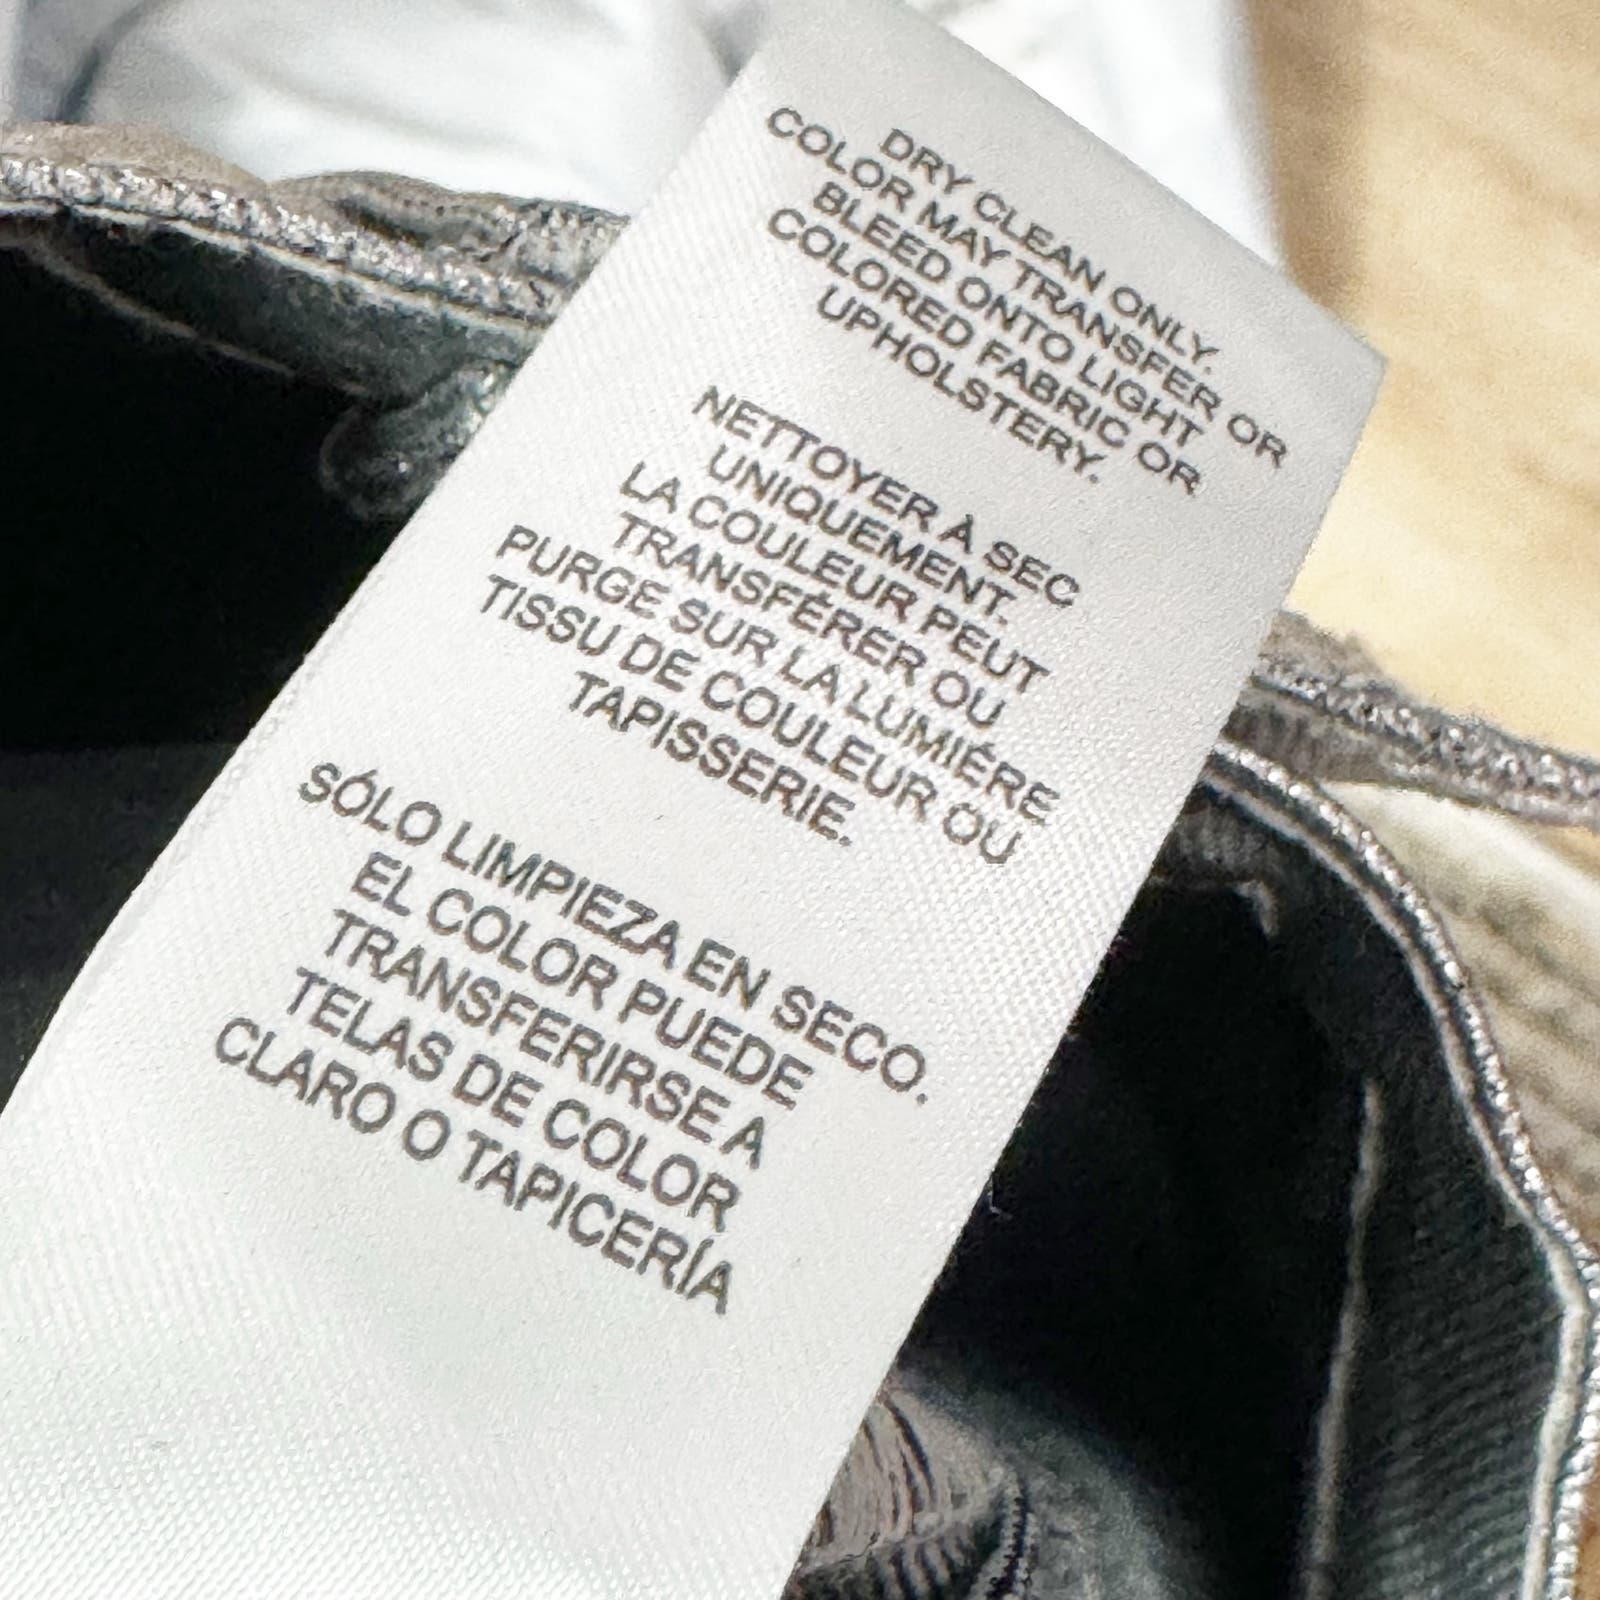 DRY CLEAN ONLY.
COLOR MAY TRANSFER OR
BLEED ONTO LIGHT
COLORED FABRIC OR
UPHOLSTERY.
NETTOYER À SEC
UNIQUEMENT.
LA COULEUR PEUT
TRANSFÉRER OU
PURGE SUR LA LUMIÉRE
TISSU DE COULEUR OU
TAPISSERIE.
SÓLO LIMPIEZA EN SECO.
EL COLOR PUEDE
TRANSFERIRSE A
TELAS DE COLOR
CLARO O TAPICERÍA